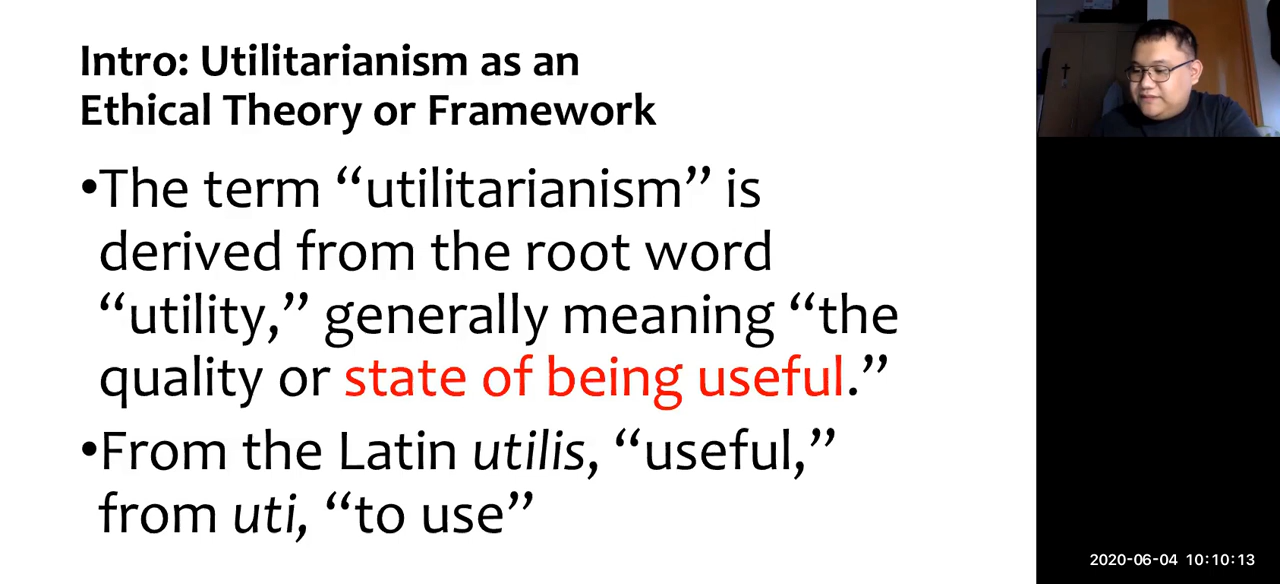 Intro: Utilitarianism as an
Ethical Theory or Framework
•The term “utilitarianism” is
derived from the root word
“utility,” generally meaning “the
quality or state of being useful.”
•From the Latin utilis, “useful,”
from uti, “to use”
2020-06-04 10:10:13